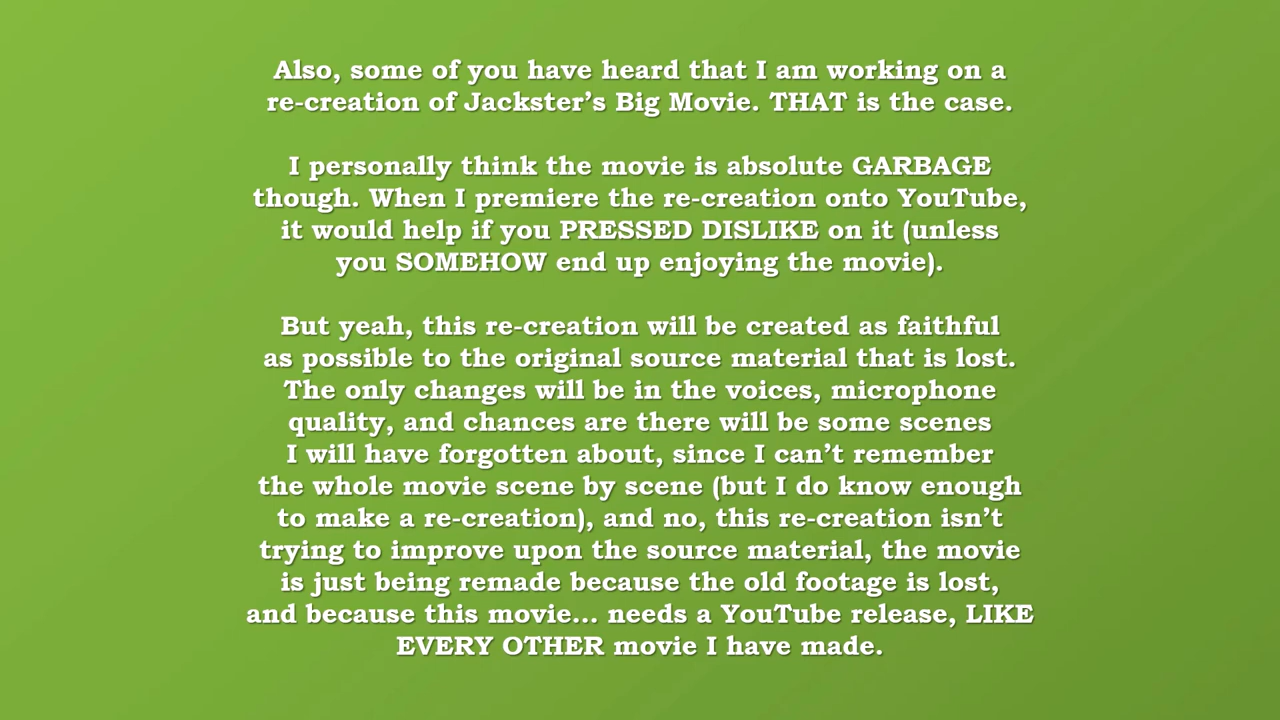 Also, some of you have heard that I am working on a
re-creation of Jackster’s Big Movie. THAT is the case.
I personally think the movie is absolute GARBAGE
though. When I premiere the re-creation onto YouTube,
it would help if you PRESSED DISLIKE on it (unless
you SOMEHOW end up enjoying the movie).
But yeah, this re-creation will be created as faithful
as possible to the original source material that is lost.
The only changes will be in the voices, microphone
quality, and chances are there will be some scenes
I will have forgotten about, since I can’t remember
the whole movie scene by scene (but I do know enough
to make a re-creation), and no, this re-creation isn’t
trying to improve upon the source material, the movie
is just being remade because the old footage is lost,
and because this movie... needs a YouTube release, LIKE
EVERY OTHER movie I have made.